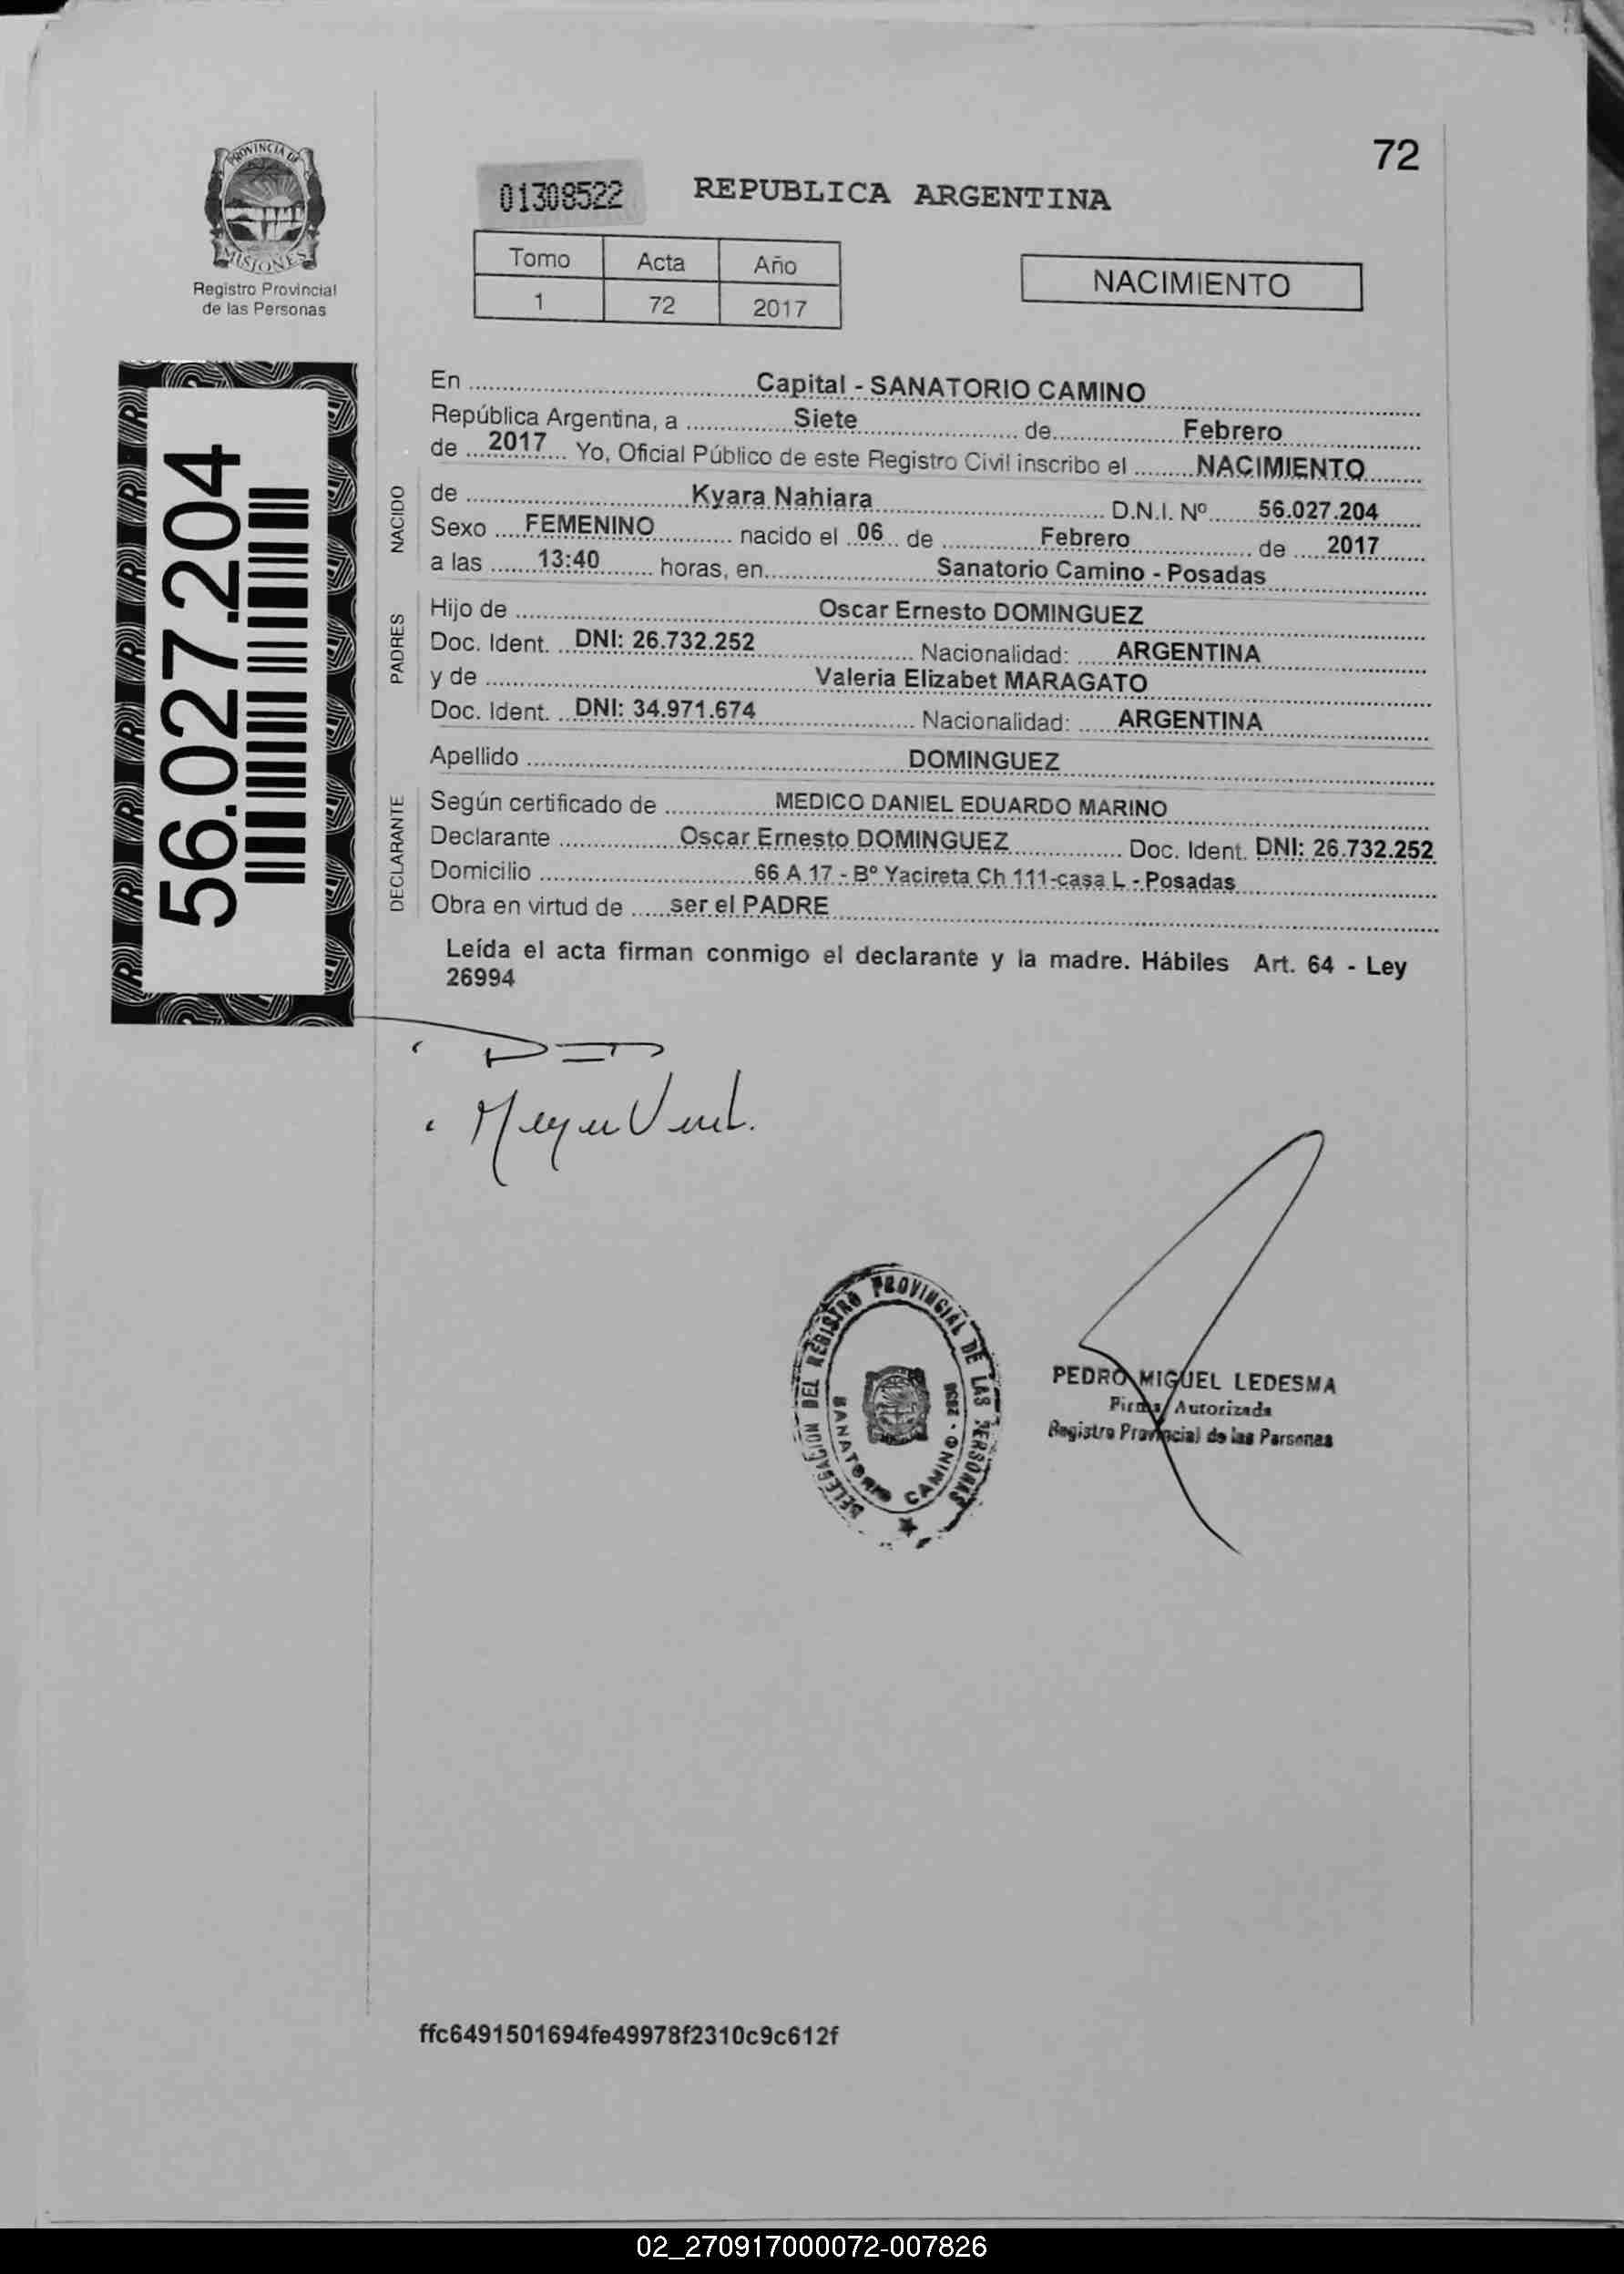 72
PROVINCIA DE
MISIONES
Registro Provincial
de las Personas
01308522 REPUBLICA ARGENTINA
Tomo Acta Año
1 72 2017
NACIMIENTO
56.027.204
En Capital - SANATORIO CAMINO
República Argentina, a Siete de Febrero
de 2017 Yo, Oficial Público de este Registro Civil inscribo el NACIMIENTO
NACIDO
de Kyara Nahiara D.N.I. Nº 56.027.204
Sexo FEMENINO nacido el 06 de Febrero de 2017
a las 13:40 horas, en Sanatorio Camino - Posadas
PADRES
Hijo de Oscar Ernesto DOMINGUEZ
Doc. Ident. DNI: 26.732.252 Nacionalidad: ARGENTINA
y de Valeria Elizabet MARAGATO
Doc. Ident. DNI: 34.971.674 Nacionalidad: ARGENTINA
Apellido DOMINGUEZ
DECLARANTE
Según certificado de MEDICO DANIEL EDUARDO MARINO
Declarante Oscar Ernesto DOMINGUEZ Doc. Ident. DNI: 26.732.252
Domicilio 66 A 17 - Bº Yacireta Ch 111-casa L - Posadas
Obra en virtud de ser el PADRE
Leída el acta firman conmigo el declarante y la madre. Hábiles Art. 64 - Ley
26994
DELEGACION DEL REGISTRO PROVINCIAL DE LAS PERSONAS
SANATORIO CAMINO
PEDRO MIGUEL LEDESMA
Firma Autorizada
Registro Provincial de las Personas
ffc6491501694fe49978f2310c9c612f
02_270917000072-007826